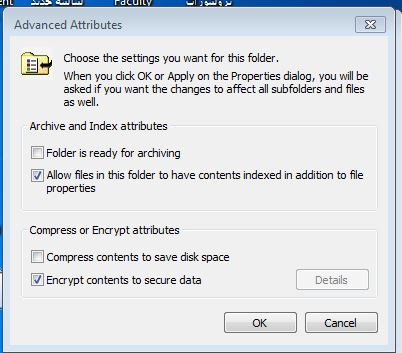 Faculty
Advanced Attributes
Choose the settings you want for this folder.
When you click OK or Apply on the Properties dialog, you will be
asked if you want the changes to affect all subfolders and files
as well.
Archive and Index attributes
Folder is ready for archiving
Allow files in this folder to have contents indexed in addition to file
properties
Compress or Encrypt attributes
Compress contents to save disk space
Encrypt contents to secure data
Details
OK
Cancel